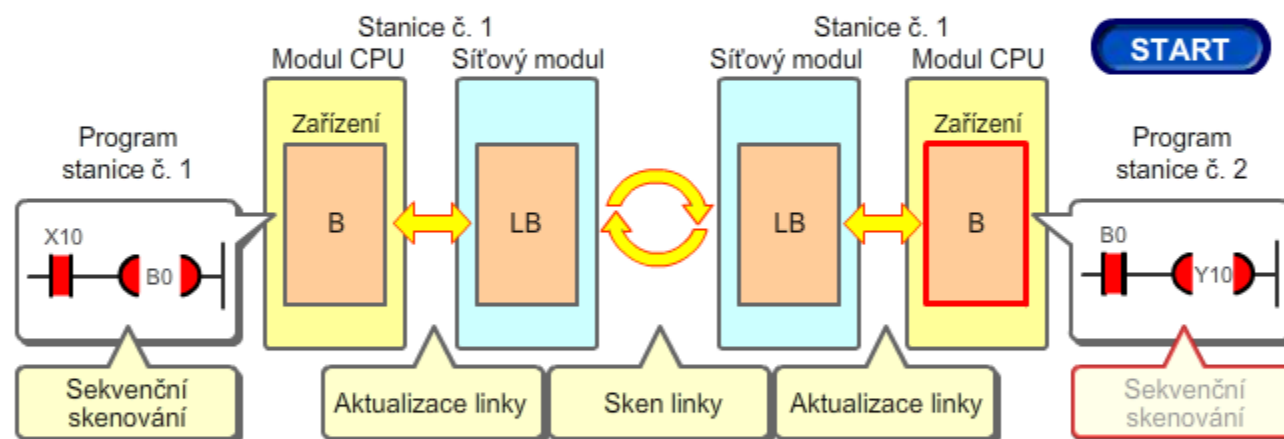 Stanice č. 1
Modul CPU
Síťový modul
Stanice č. 1
Síťový modul
Modul CPU
START
Program
stanice č. 1
Zařízení
B
LB
LB
Zařízení
B
Program
stanice č. 2
X10
B0
B0
Y10
Sekvenční
skenování
Aktualizace linky
Sken linky
Aktualizace linky
Sekvenční
skenování